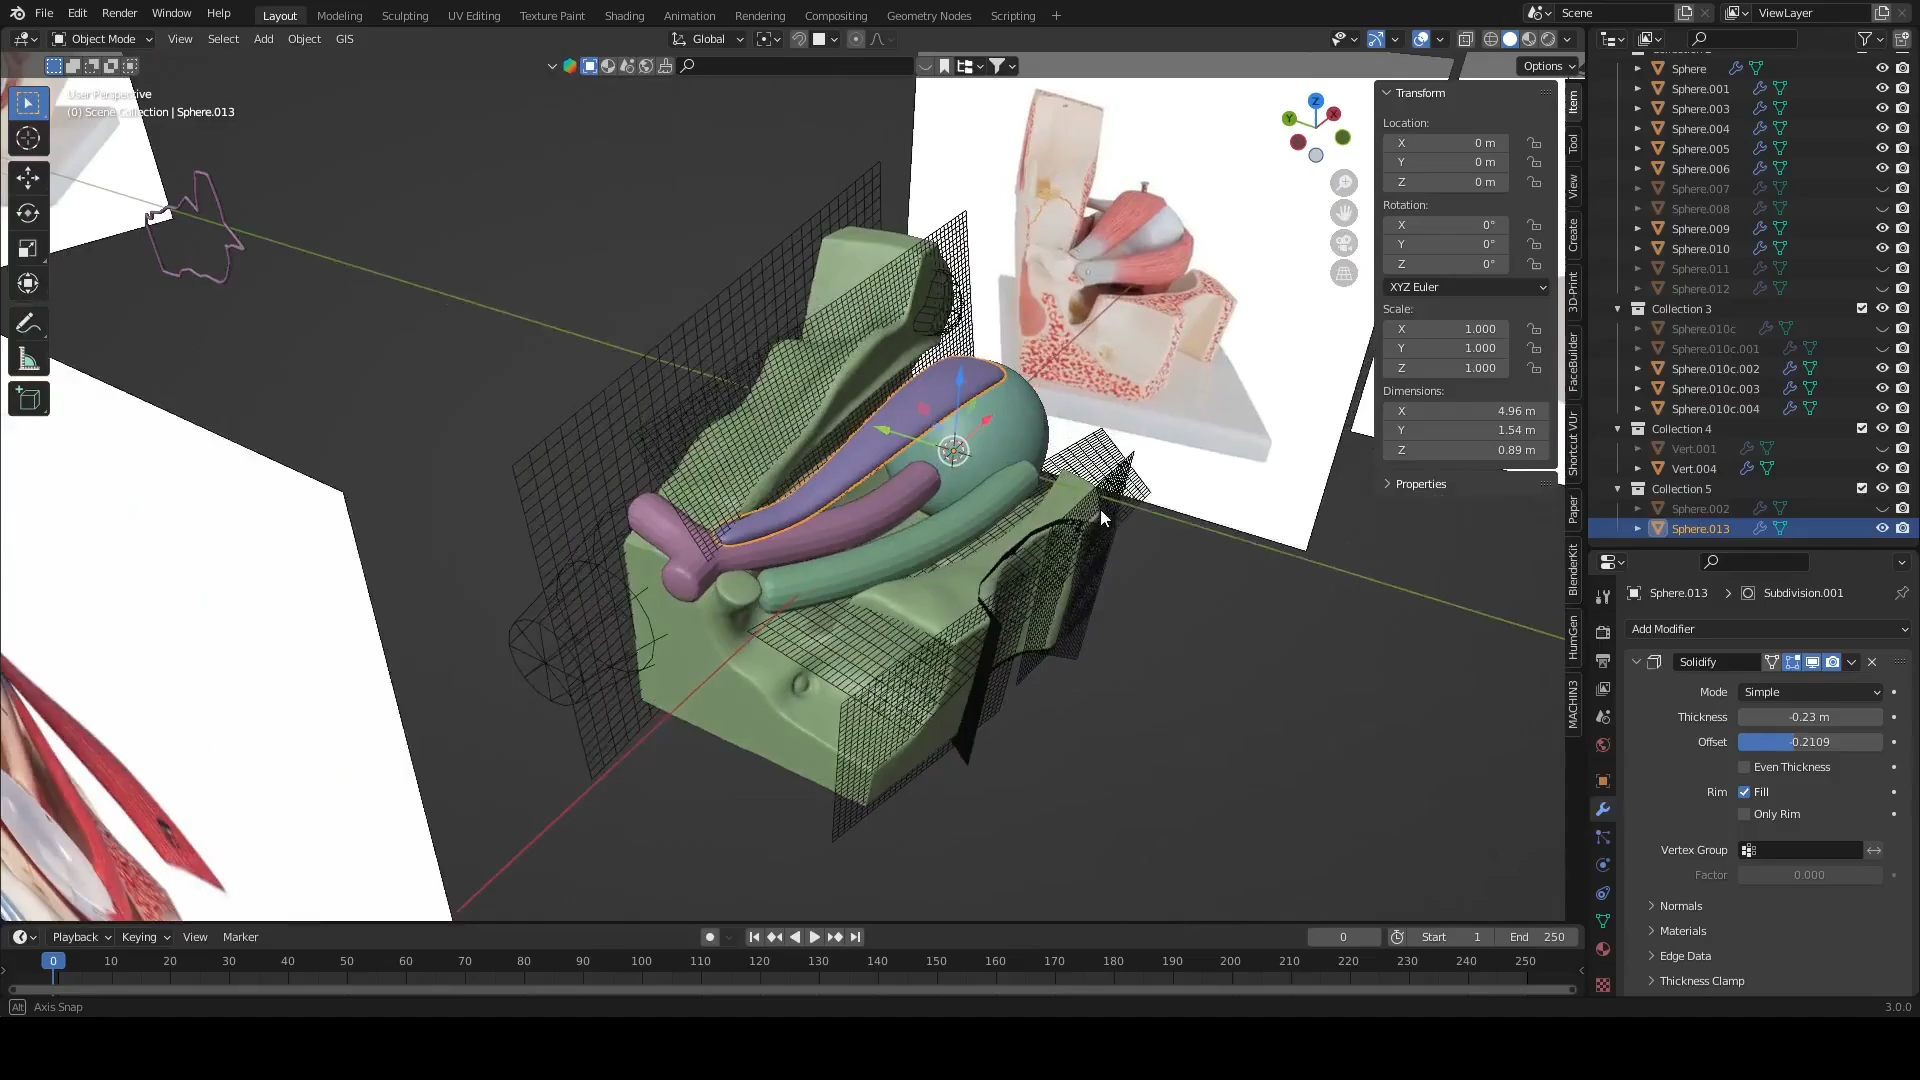 File Edit Render Window Help Layout Modeling Sculpting UV Editing Texture Paint Shading Animation Rendering Compositing Geometry Nodes Scripting + Scene ViewLayer
Object Mode View Select Add Object GIS Global
Options
User Perspective
(0) Scene Collection | Sphere.013
Transform
Location:
X 0 m
Y 0 m
Z 0 m
Rotation:
X 0°
Y 0°
Z 0°
XYZ Euler
Scale:
X 1.000
Y 1.000
Z 1.000
Dimensions:
X 4.96 m
Y 1.54 m
Z 0.89 m
Properties
Item
Tool
View
Create
3D-Print
FaceBuilder
Shortcut VUr
Paper
BlenderKit
HumGen
MACHIN3
Z
Y
X
Sphere
Sphere.001
Sphere.003
Sphere.004
Sphere.005
Sphere.006
Sphere.007
Sphere.008
Sphere.009
Sphere.010
Sphere.011
Sphere.012
Collection 3
Sphere.010c
Sphere.010c.001
Sphere.010c.002
Sphere.010c.003
Sphere.010c.004
Collection 4
Vert.001
Vert.004
Collection 5
Sphere.002
Sphere.013
Sphere.013 > Subdivision.001
Add Modifier
Solidify
Mode Simple
Thickness -0.23 m
Offset -0.2109
Even Thickness
Rim Fill
Only Rim
Vertex Group
Factor 0.000
Normals
Materials
Edge Data
Thickness Clamp
Playback Keying View Marker 0 Start 1 End 250
0 10 20 30 40 50 60 70 80 90 100 110 120 130 140 150 160 170 180 190 200 210 220 230 240 250
Alt Axis Snap 3.0.0